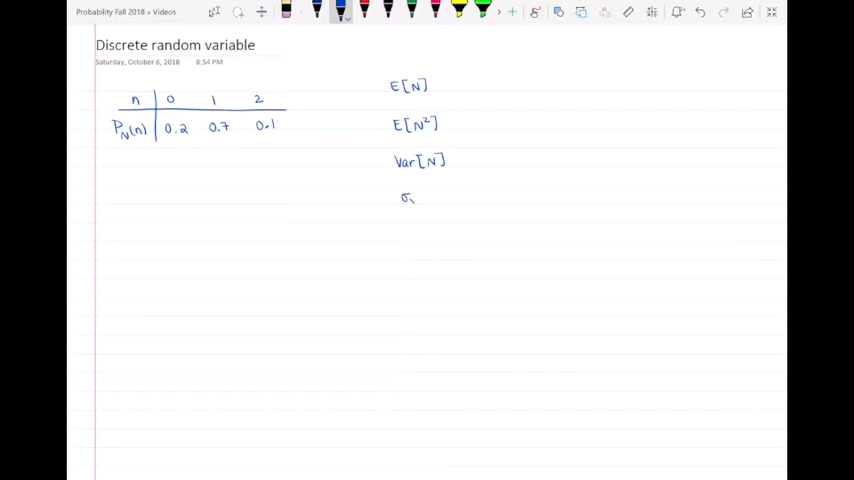 Probability Fall 2018 » Videos
Discrete random variable
Saturday, October 6, 2018 8:54 PM
n 0 1 2
P_N(n) 0.2 0.7 0.1
E[N]
E[N²]
Var[N]
σ